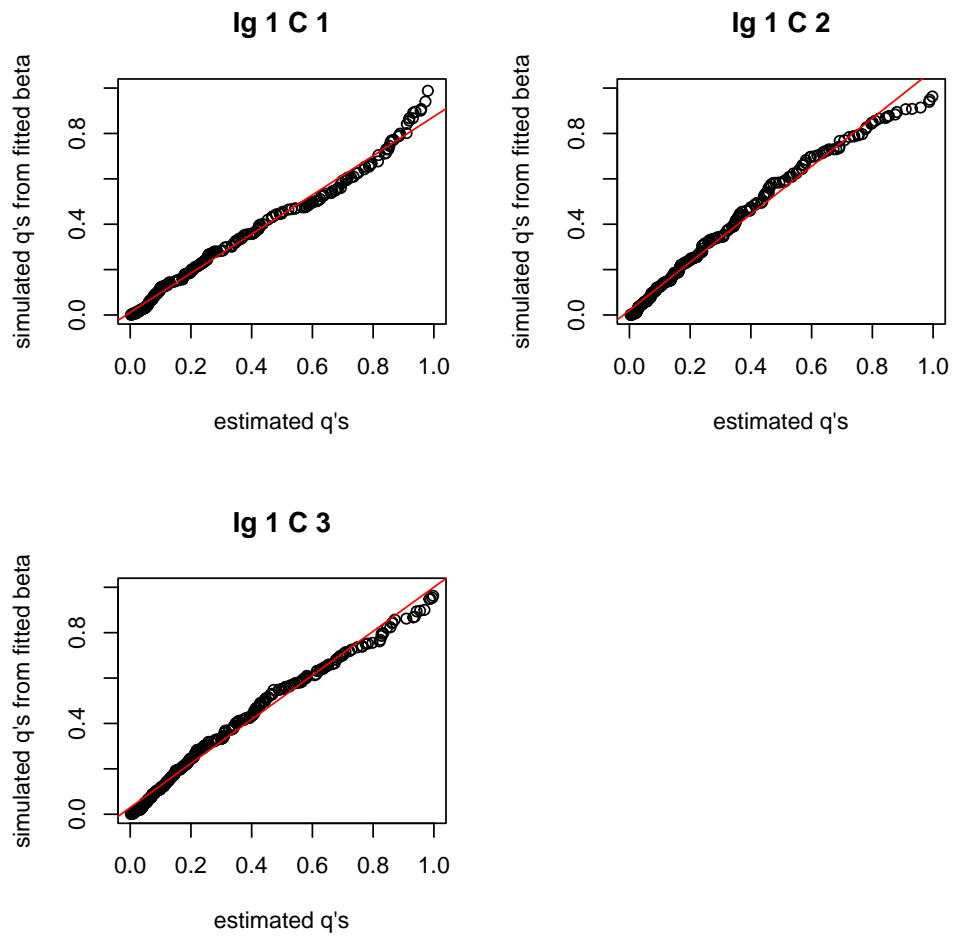 Ig 1 C 1
simulated q's from fitted beta
0.8
0.4
0.0
0.0 0.2 0.4 0.6 0.8 1.0
estimated q's
Ig 1 C 2
simulated q's from fitted beta
0.8
0.4
0.0
0.0 0.2 0.4 0.6 0.8 1.0
estimated q's
Ig 1 C 3
simulated q's from fitted beta
0.8
0.4
0.0
0.0 0.2 0.4 0.6 0.8 1.0
estimated q's